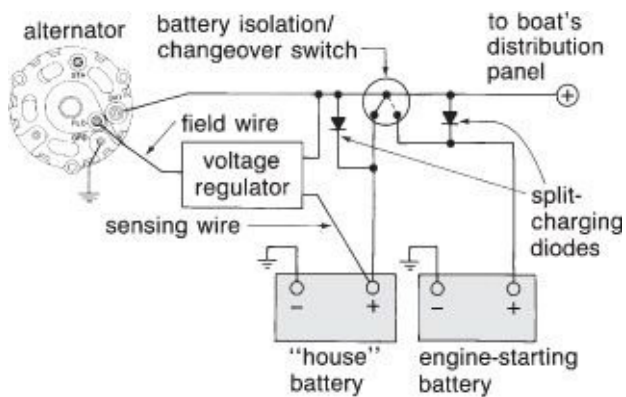 alternator
battery isolation/
changeover switch
to boat's
distribution
panel
field wire
voltage
regulator
sensing wire
split-
charging
diodes
"house"
battery
engine-starting
battery